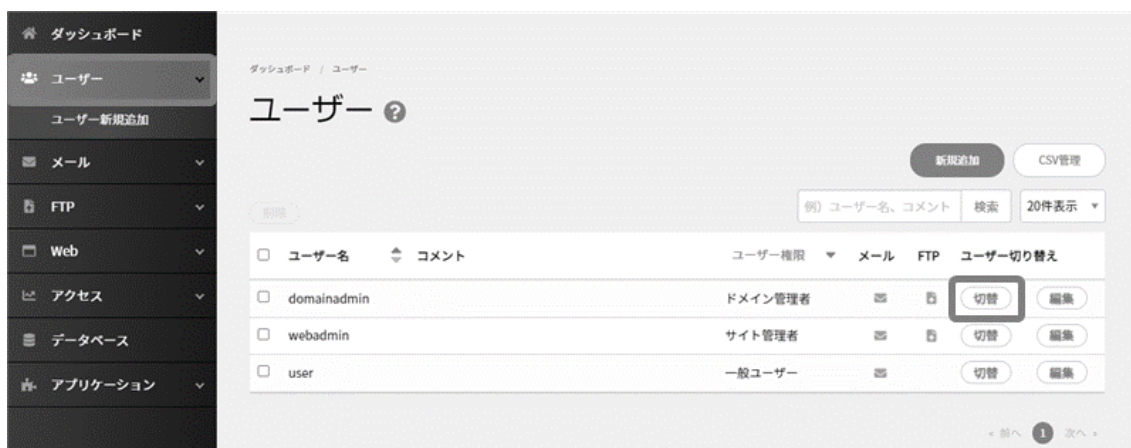 ダッシュボード
ユーザー
ユーザー新規追加
メール
FTP
Web
アクセス
データベース
アプリケーション
ダッシュボード / ユーザー
ユーザー ?
新規追加 CSV管理
削除 例）ユーザー名、コメント 検索 20件表示
ユーザー名 コメント ユーザー権限 メール FTP ユーザー切り替え
domainadmin ドメイン管理者 切替 編集
webadmin サイト管理者 切替 編集
user 一般ユーザー 切替 編集
< 前へ 1 次へ >